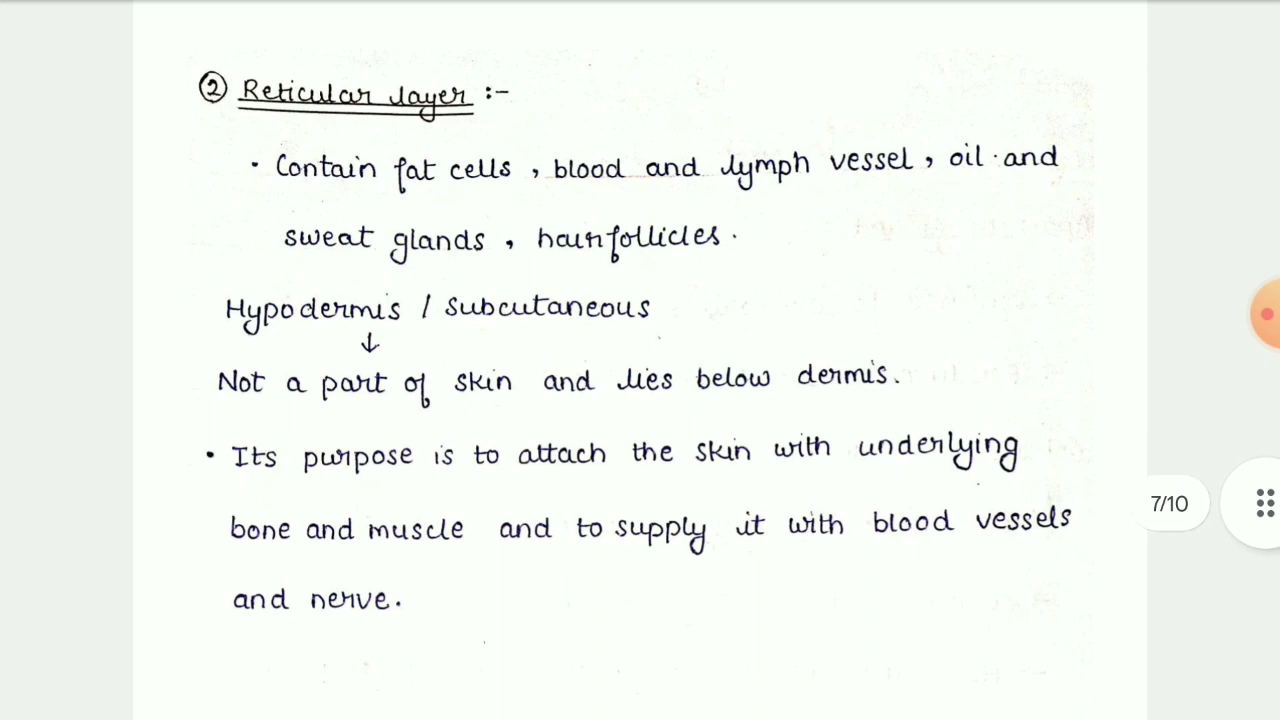 ② Reticular layer :-
• Contain fat cells , blood and lymph vessel , oil and
sweat glands , hairfollicles .
Hypodermis / Subcutaneous
↓
Not a part of skin and lies below dermis.
• Its purpose is to attach the skin with underlying
bone and muscle and to supply it with blood vessels
7/10
and nerve.